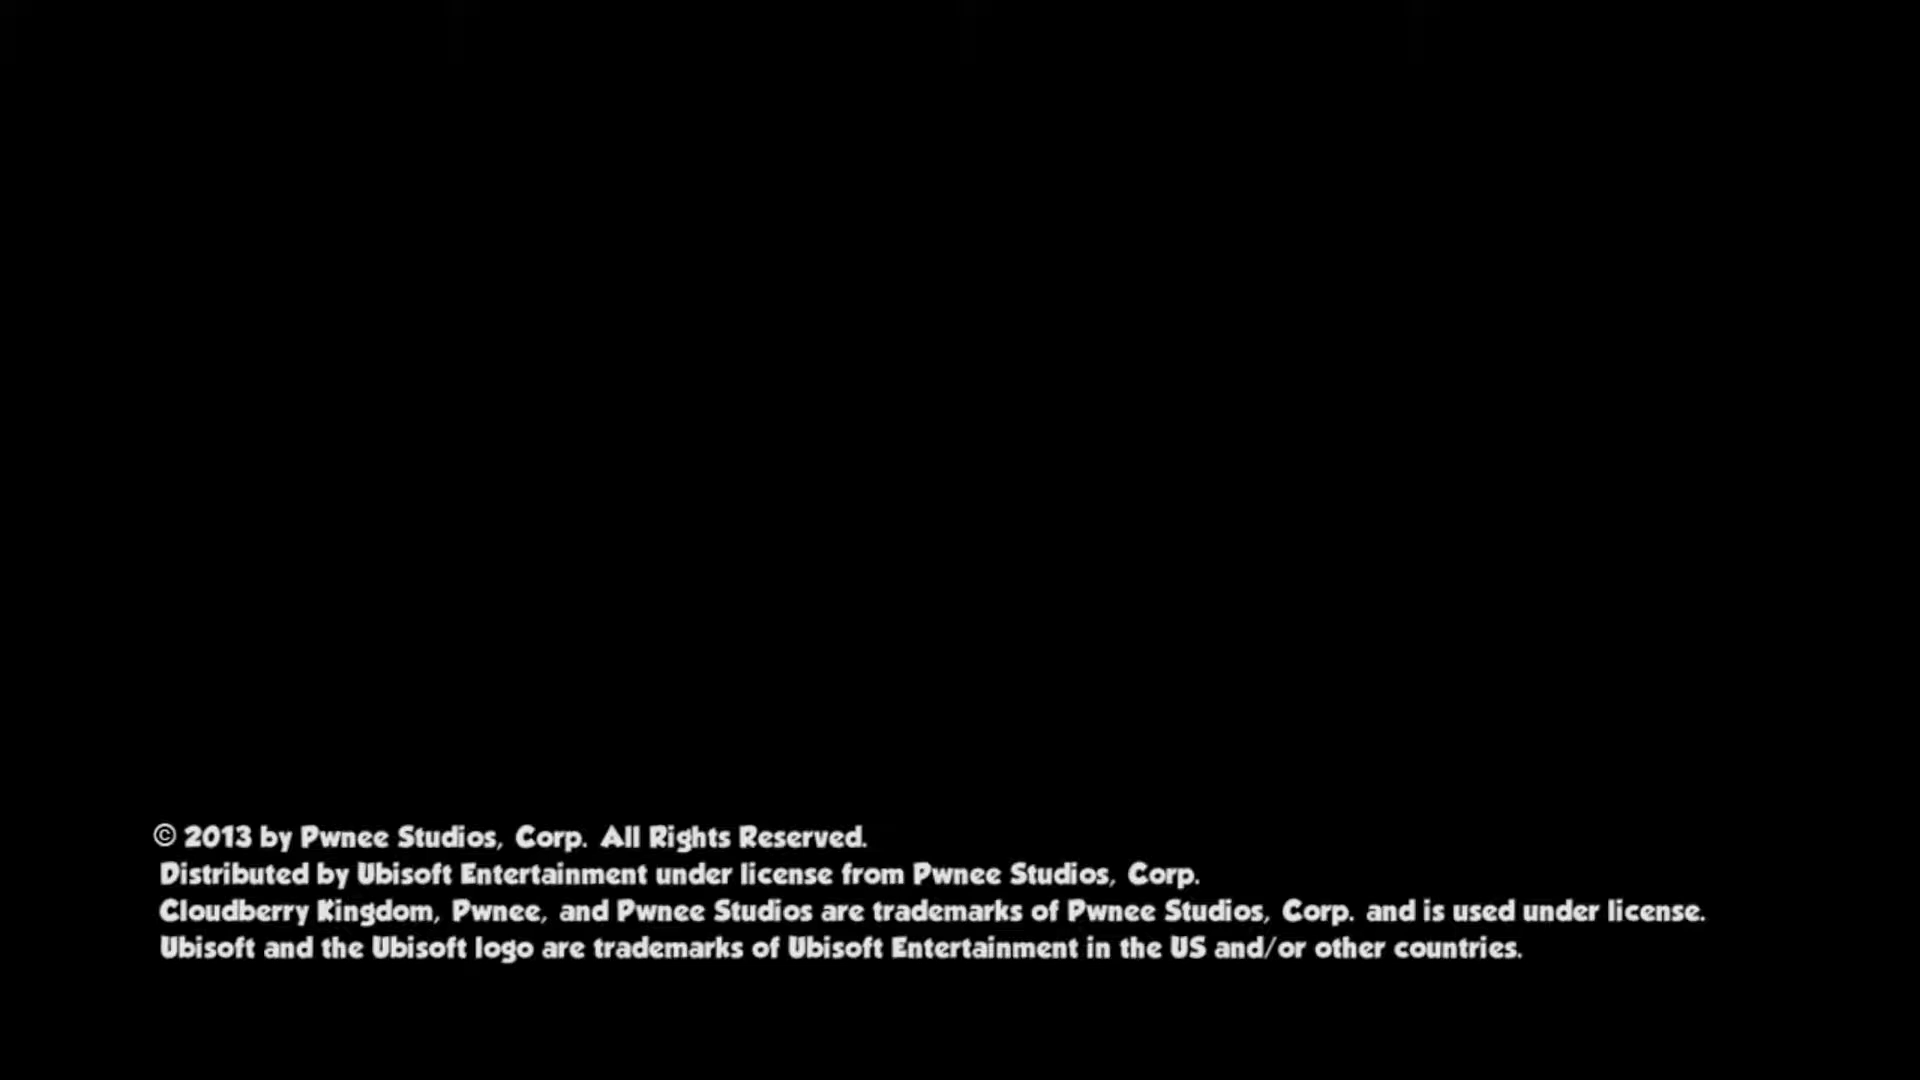 © 2013 by Pwnee Studios, Corp. All Rights Reserved.
Distributed by Ubisoft Entertainment under license from Pwnee Studios, Corp.
Cloudberry Kingdom, Pwnee, and Pwnee Studios are trademarks of Pwnee Studios, Corp. and is used under license.
Ubisoft and the Ubisoft logo are trademarks of Ubisoft Entertainment in the US and/or other countries.